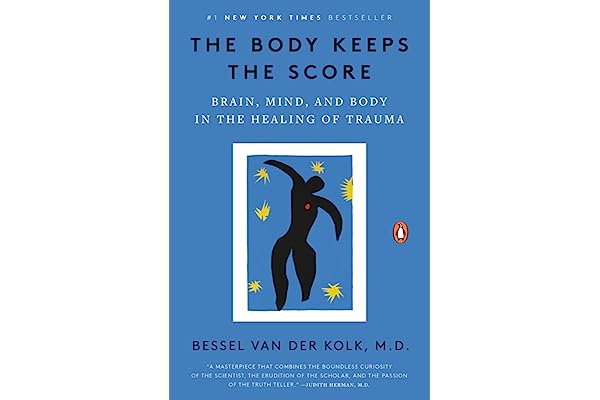 #1 NEW YORK TIMES BESTSELLER
THE BODY KEEPS
THE SCORE
BRAIN, MIND, AND BODY
IN THE HEALING OF TRAUMA
BESSEL VAN DER KOLK, M.D.
"A MASTERPIECE THAT COMBINES THE BOUNDLESS CURIOSITY
OF THE SCIENTIST, THE ERUDITION OF THE SCHOLAR, AND THE PASSION
OF THE TRUTH TELLER." —JUDITH HERMAN, M.D.